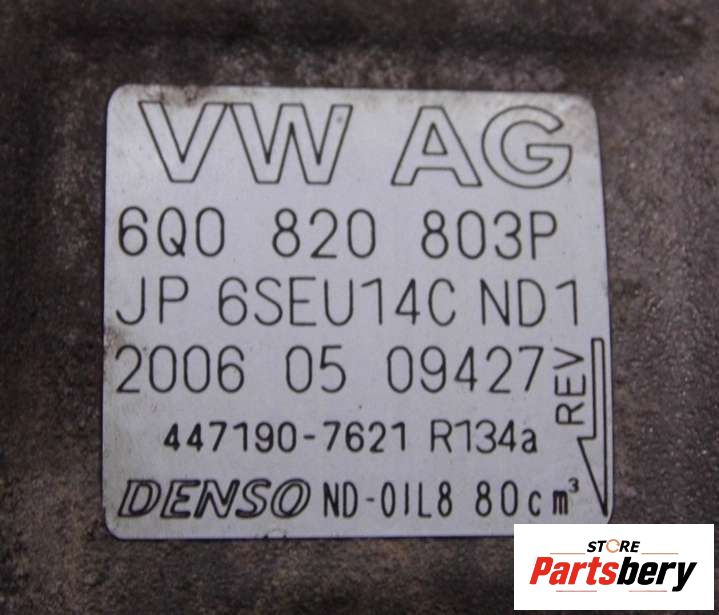 VW AG
6Q0 820 803P
JP 6SEU14C ND1
2006 05 09427
REV
447190-7621 R134a
DENSO ND-OIL8 80cm³
STORE
Partsbery